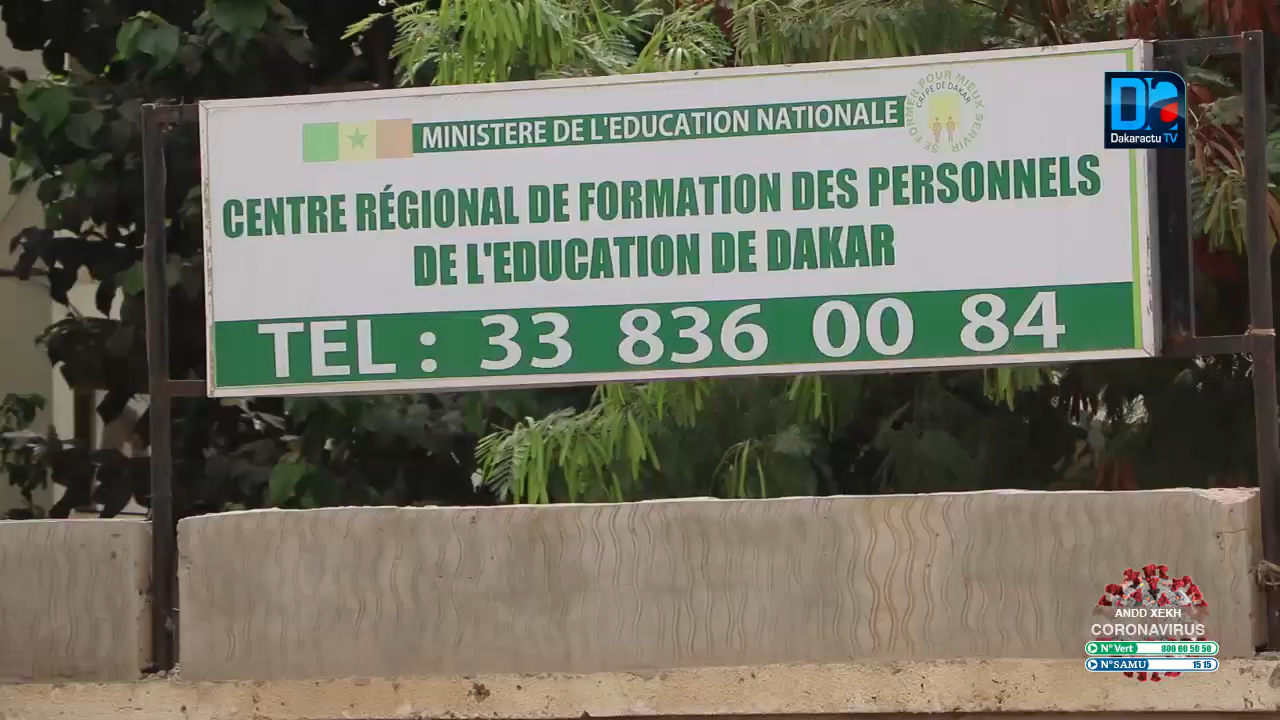 MINISTERE DE L'EDUCATION NATIONALE
SE FORMER POUR MIEUX SERVIR
CRFPE DE DAKAR
CENTRE RÉGIONAL DE FORMATION DES PERSONNELS
DE L'EDUCATION DE DAKAR
TEL : 33 836 00 84
Dakaractu TV
ANDD XEKH
CORONAVIRUS
N° Vert 800 00 50 50
N° SAMU 15 15